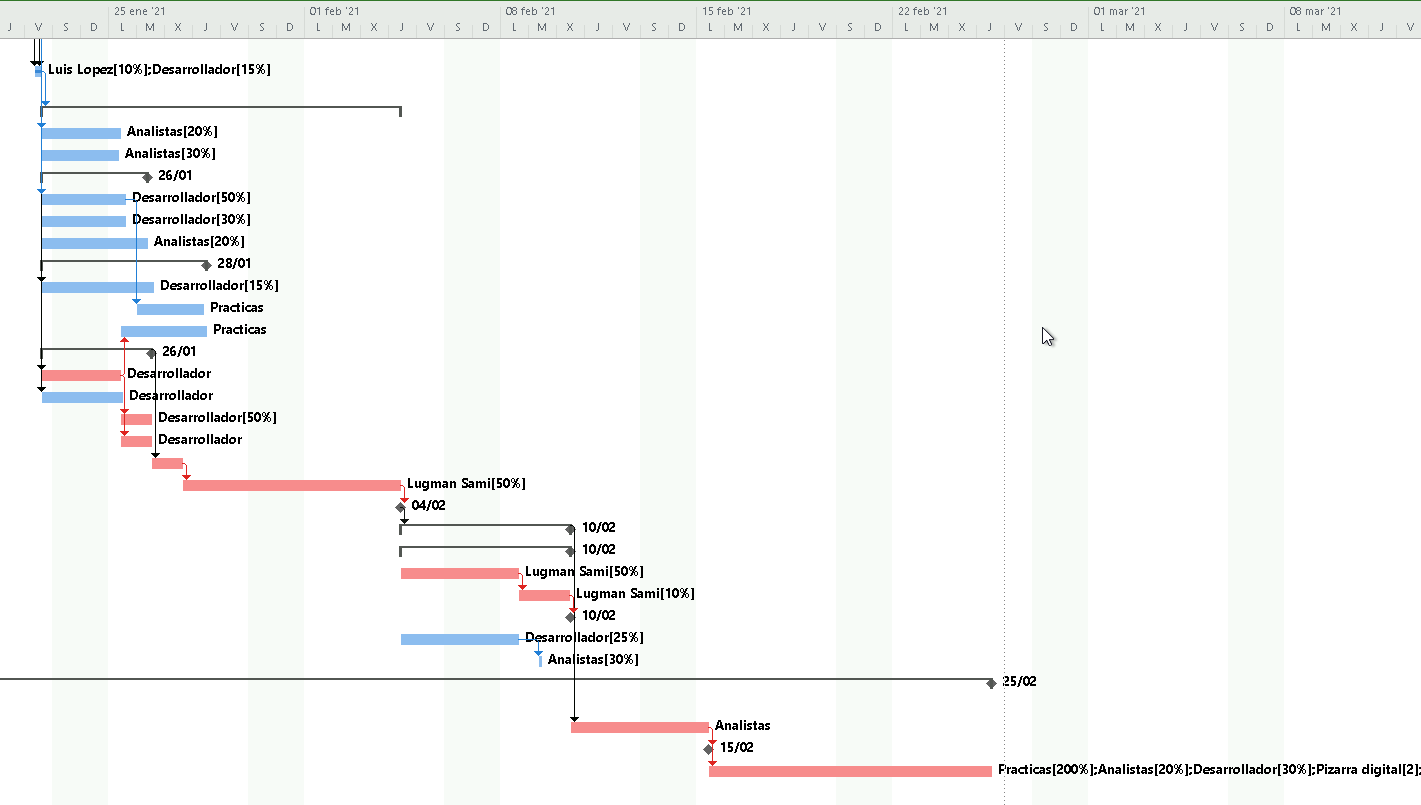 25 ene '21 01 feb '21 08 feb '21 15 feb '21 22 feb '21 01 mar '21 08 mar '21
J V S D L M X J V S D L M X J V S D L M X J V S D L M X J V S D L M X J V S D L M X J V S D L M X J V
Luis Lopez[10%];Desarrollador[15%]
Analistas[20%]
Analistas[30%]
26/01
Desarrollador[50%]
Desarrollador[30%]
Analistas[20%]
28/01
Desarrollador[15%]
Practicas
Practicas
26/01
Desarrollador
Desarrollador
Desarrollador[50%]
Desarrollador
Lugman Sami[50%]
04/02
10/02
10/02
Lugman Sami[50%]
Lugman Sami[10%]
10/02
Desarrollador[25%]
Analistas[30%]
25/02
Analistas
15/02
Practicas[200%];Analistas[20%];Desarrollador[30%];Pizarra digital[2];